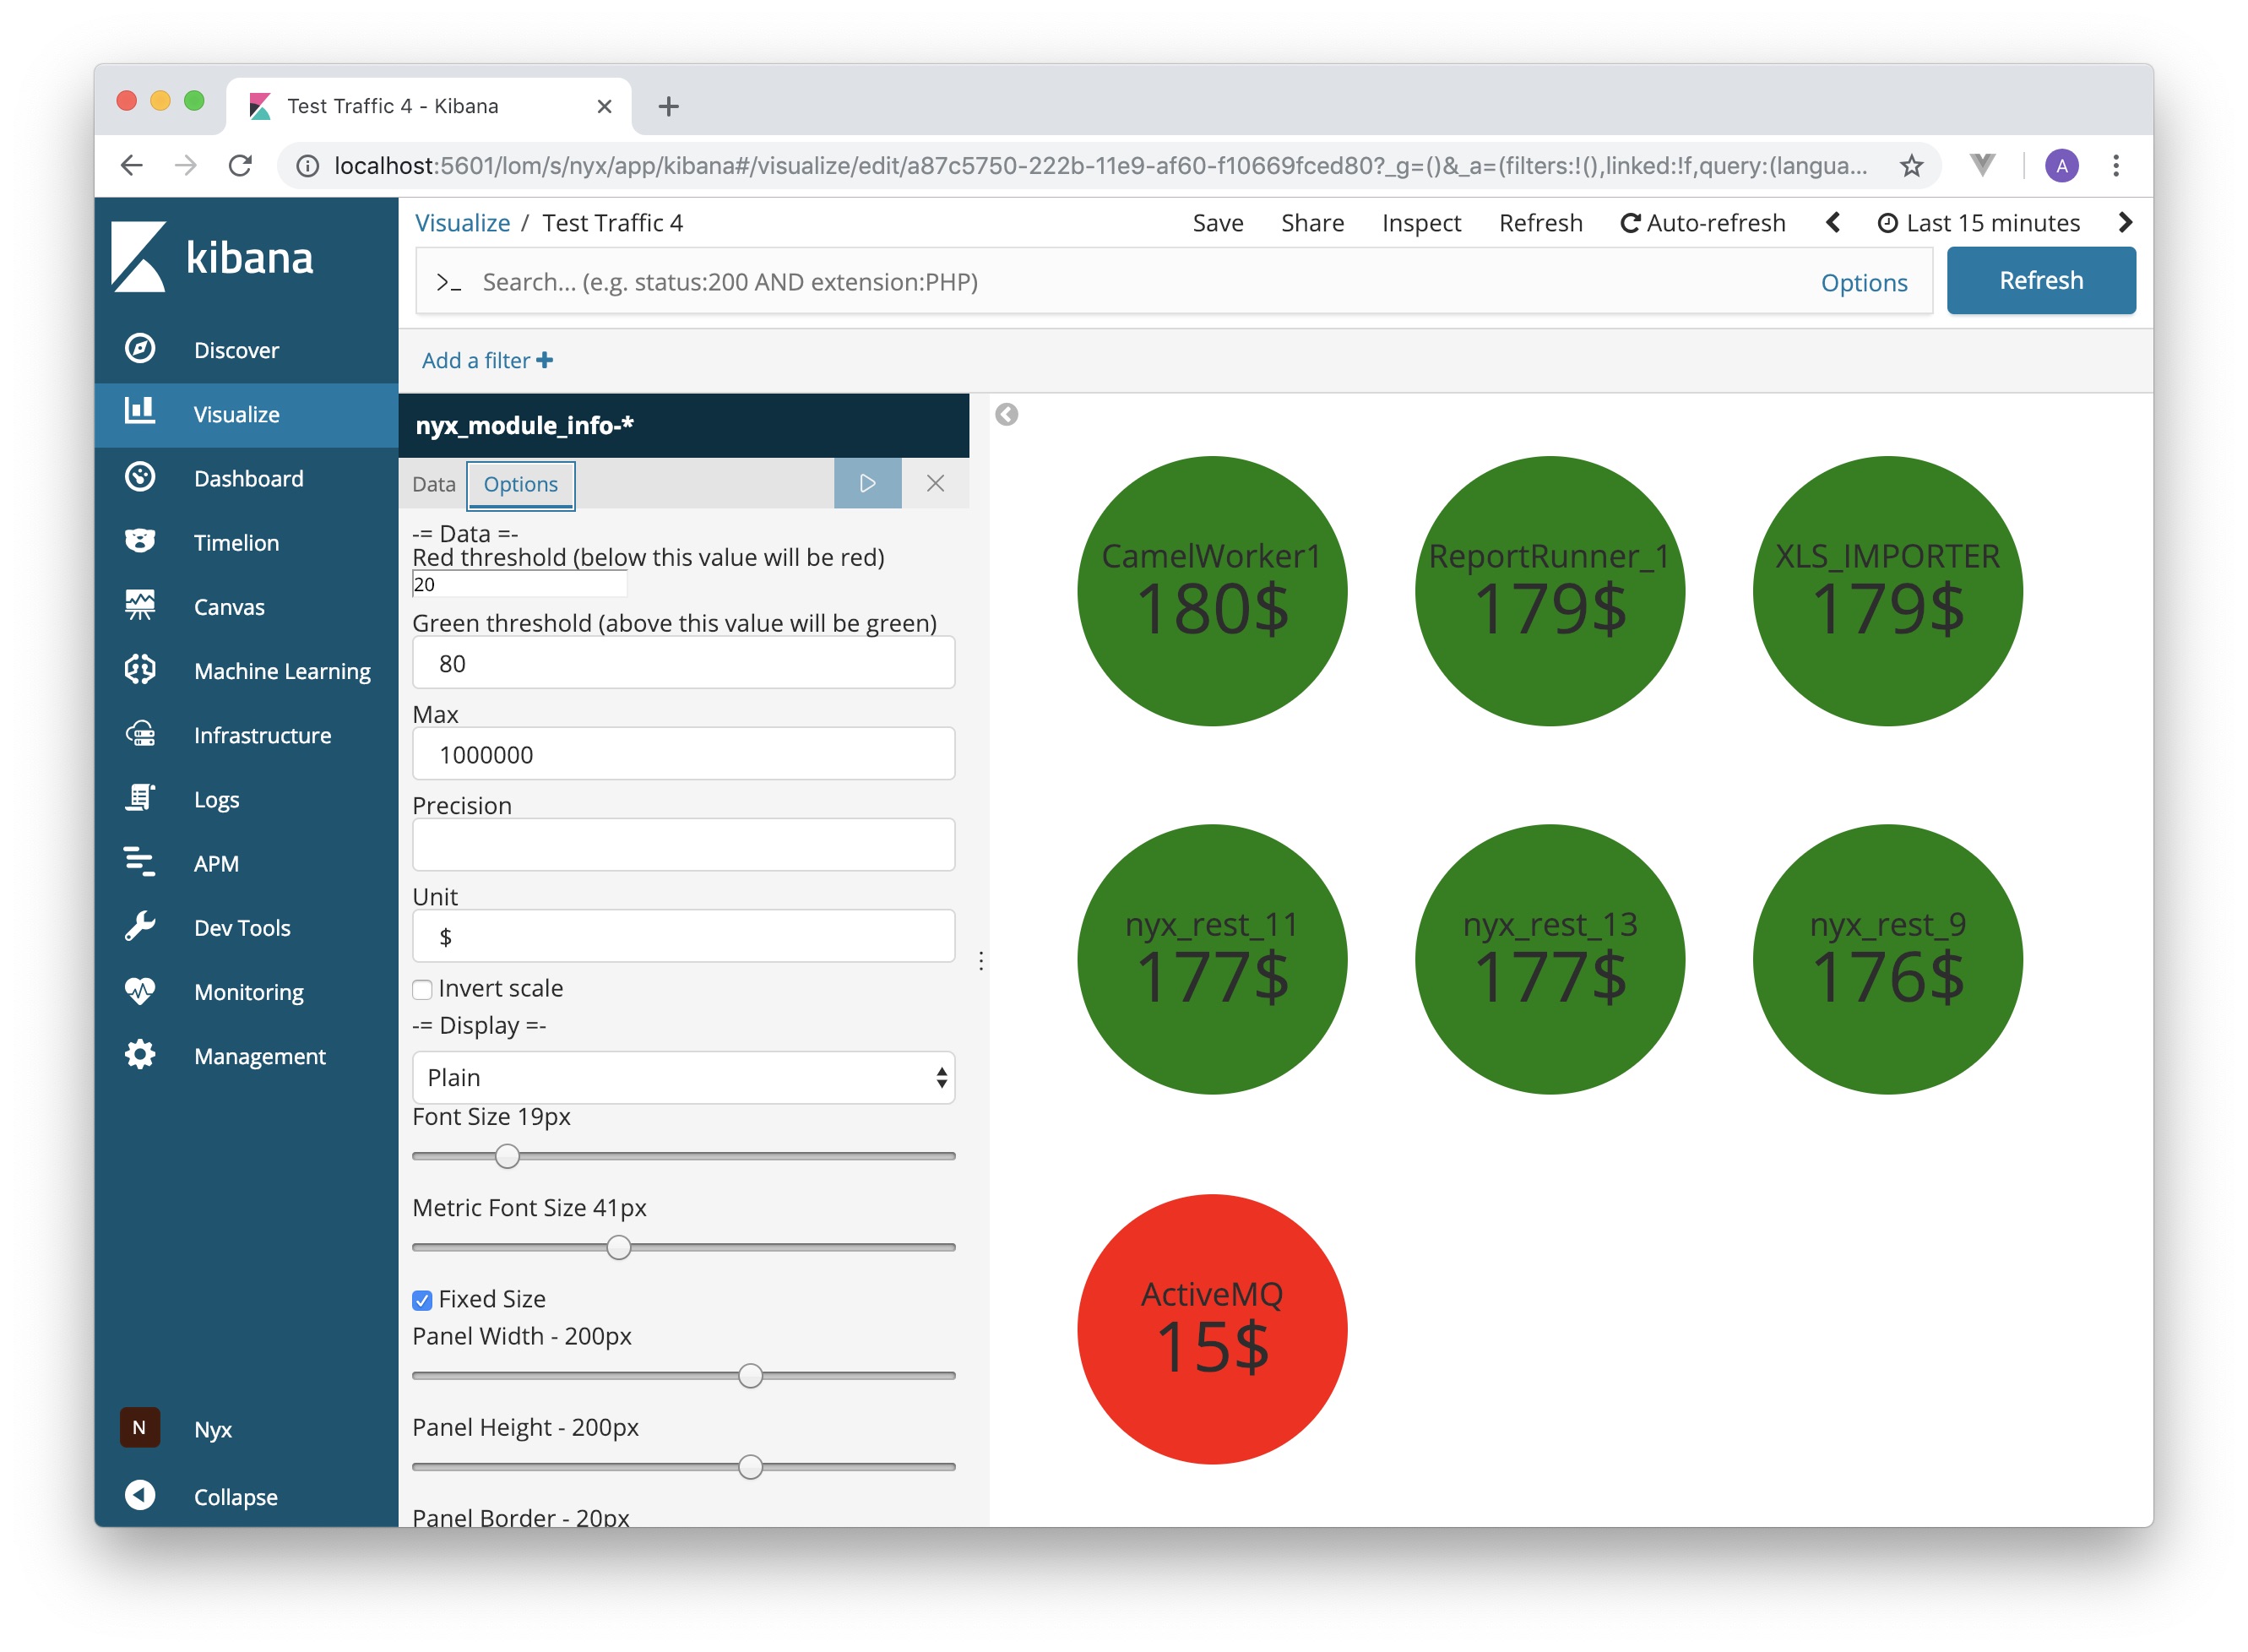 Test Traffic 4 - Kibana
localhost:5601/lom/s/nyx/app/kibana#/visualize/edit/a87c5750-222b-11e9-af60-f10669fced80?_g=()&_a=(filters:!(),linked:!f,query:(langua...
A
kibana
Discover
Visualize
Dashboard
Timelion
Canvas
Machine Learning
Infrastructure
Logs
APM
Dev Tools
Monitoring
Management
N Nyx
Collapse
Visualize / Test Traffic 4
Save Share Inspect Refresh Auto-refresh Last 15 minutes
>_ Search... (e.g. status:200 AND extension:PHP) Options Refresh
Add a filter +
nyx_module_info-*
Data Options
-= Data =-
Red threshold (below this value will be red)
20
Green threshold (above this value will be green)
80
Max
1000000
Precision
Unit
$
Invert scale
-= Display =-
Plain
Font Size 19px
Metric Font Size 41px
Fixed Size
Panel Width - 200px
Panel Height - 200px
Panel Border - 20px
CamelWorker1
180$
ReportRunner_1
179$
XLS_IMPORTER
179$
nyx_rest_11
177$
nyx_rest_13
177$
nyx_rest_9
176$
ActiveMQ
15$